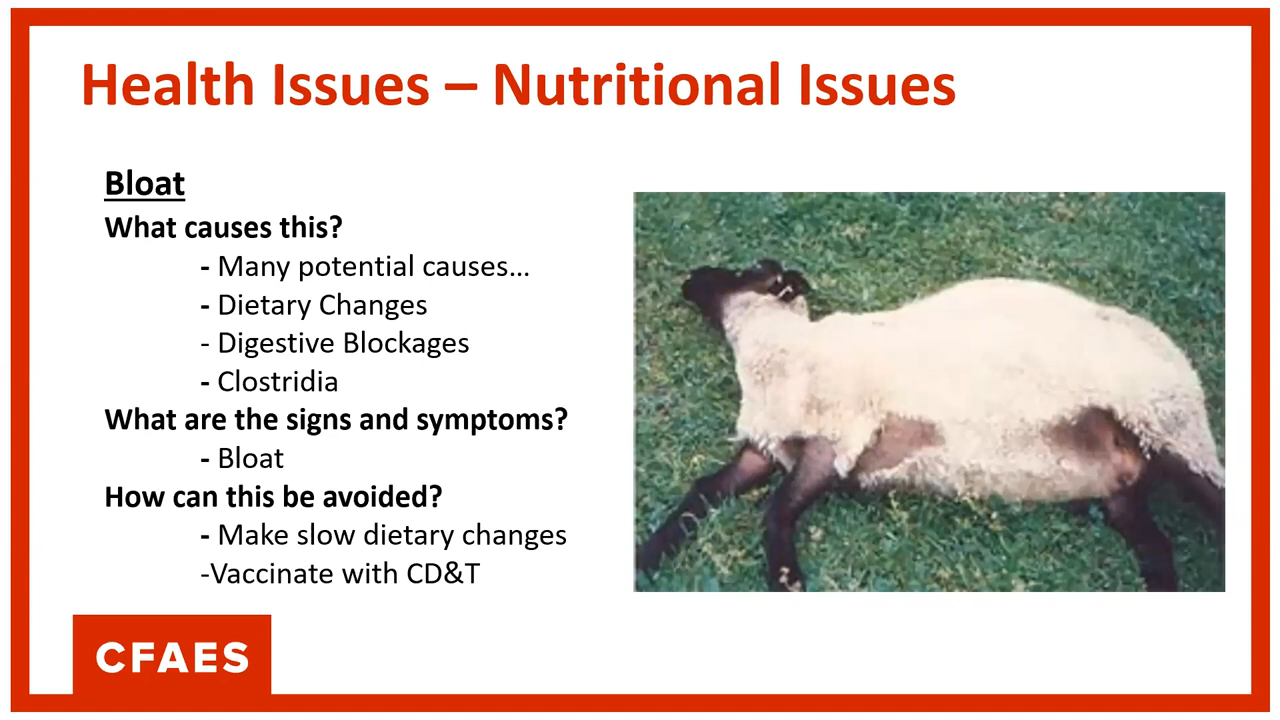 Health Issues – Nutritional Issues
Bloat
What causes this?
- Many potential causes…
- Dietary Changes
- Digestive Blockages
- Clostridia
What are the signs and symptoms?
- Bloat
How can this be avoided?
- Make slow dietary changes
-Vaccinate with CD&T
CFAES